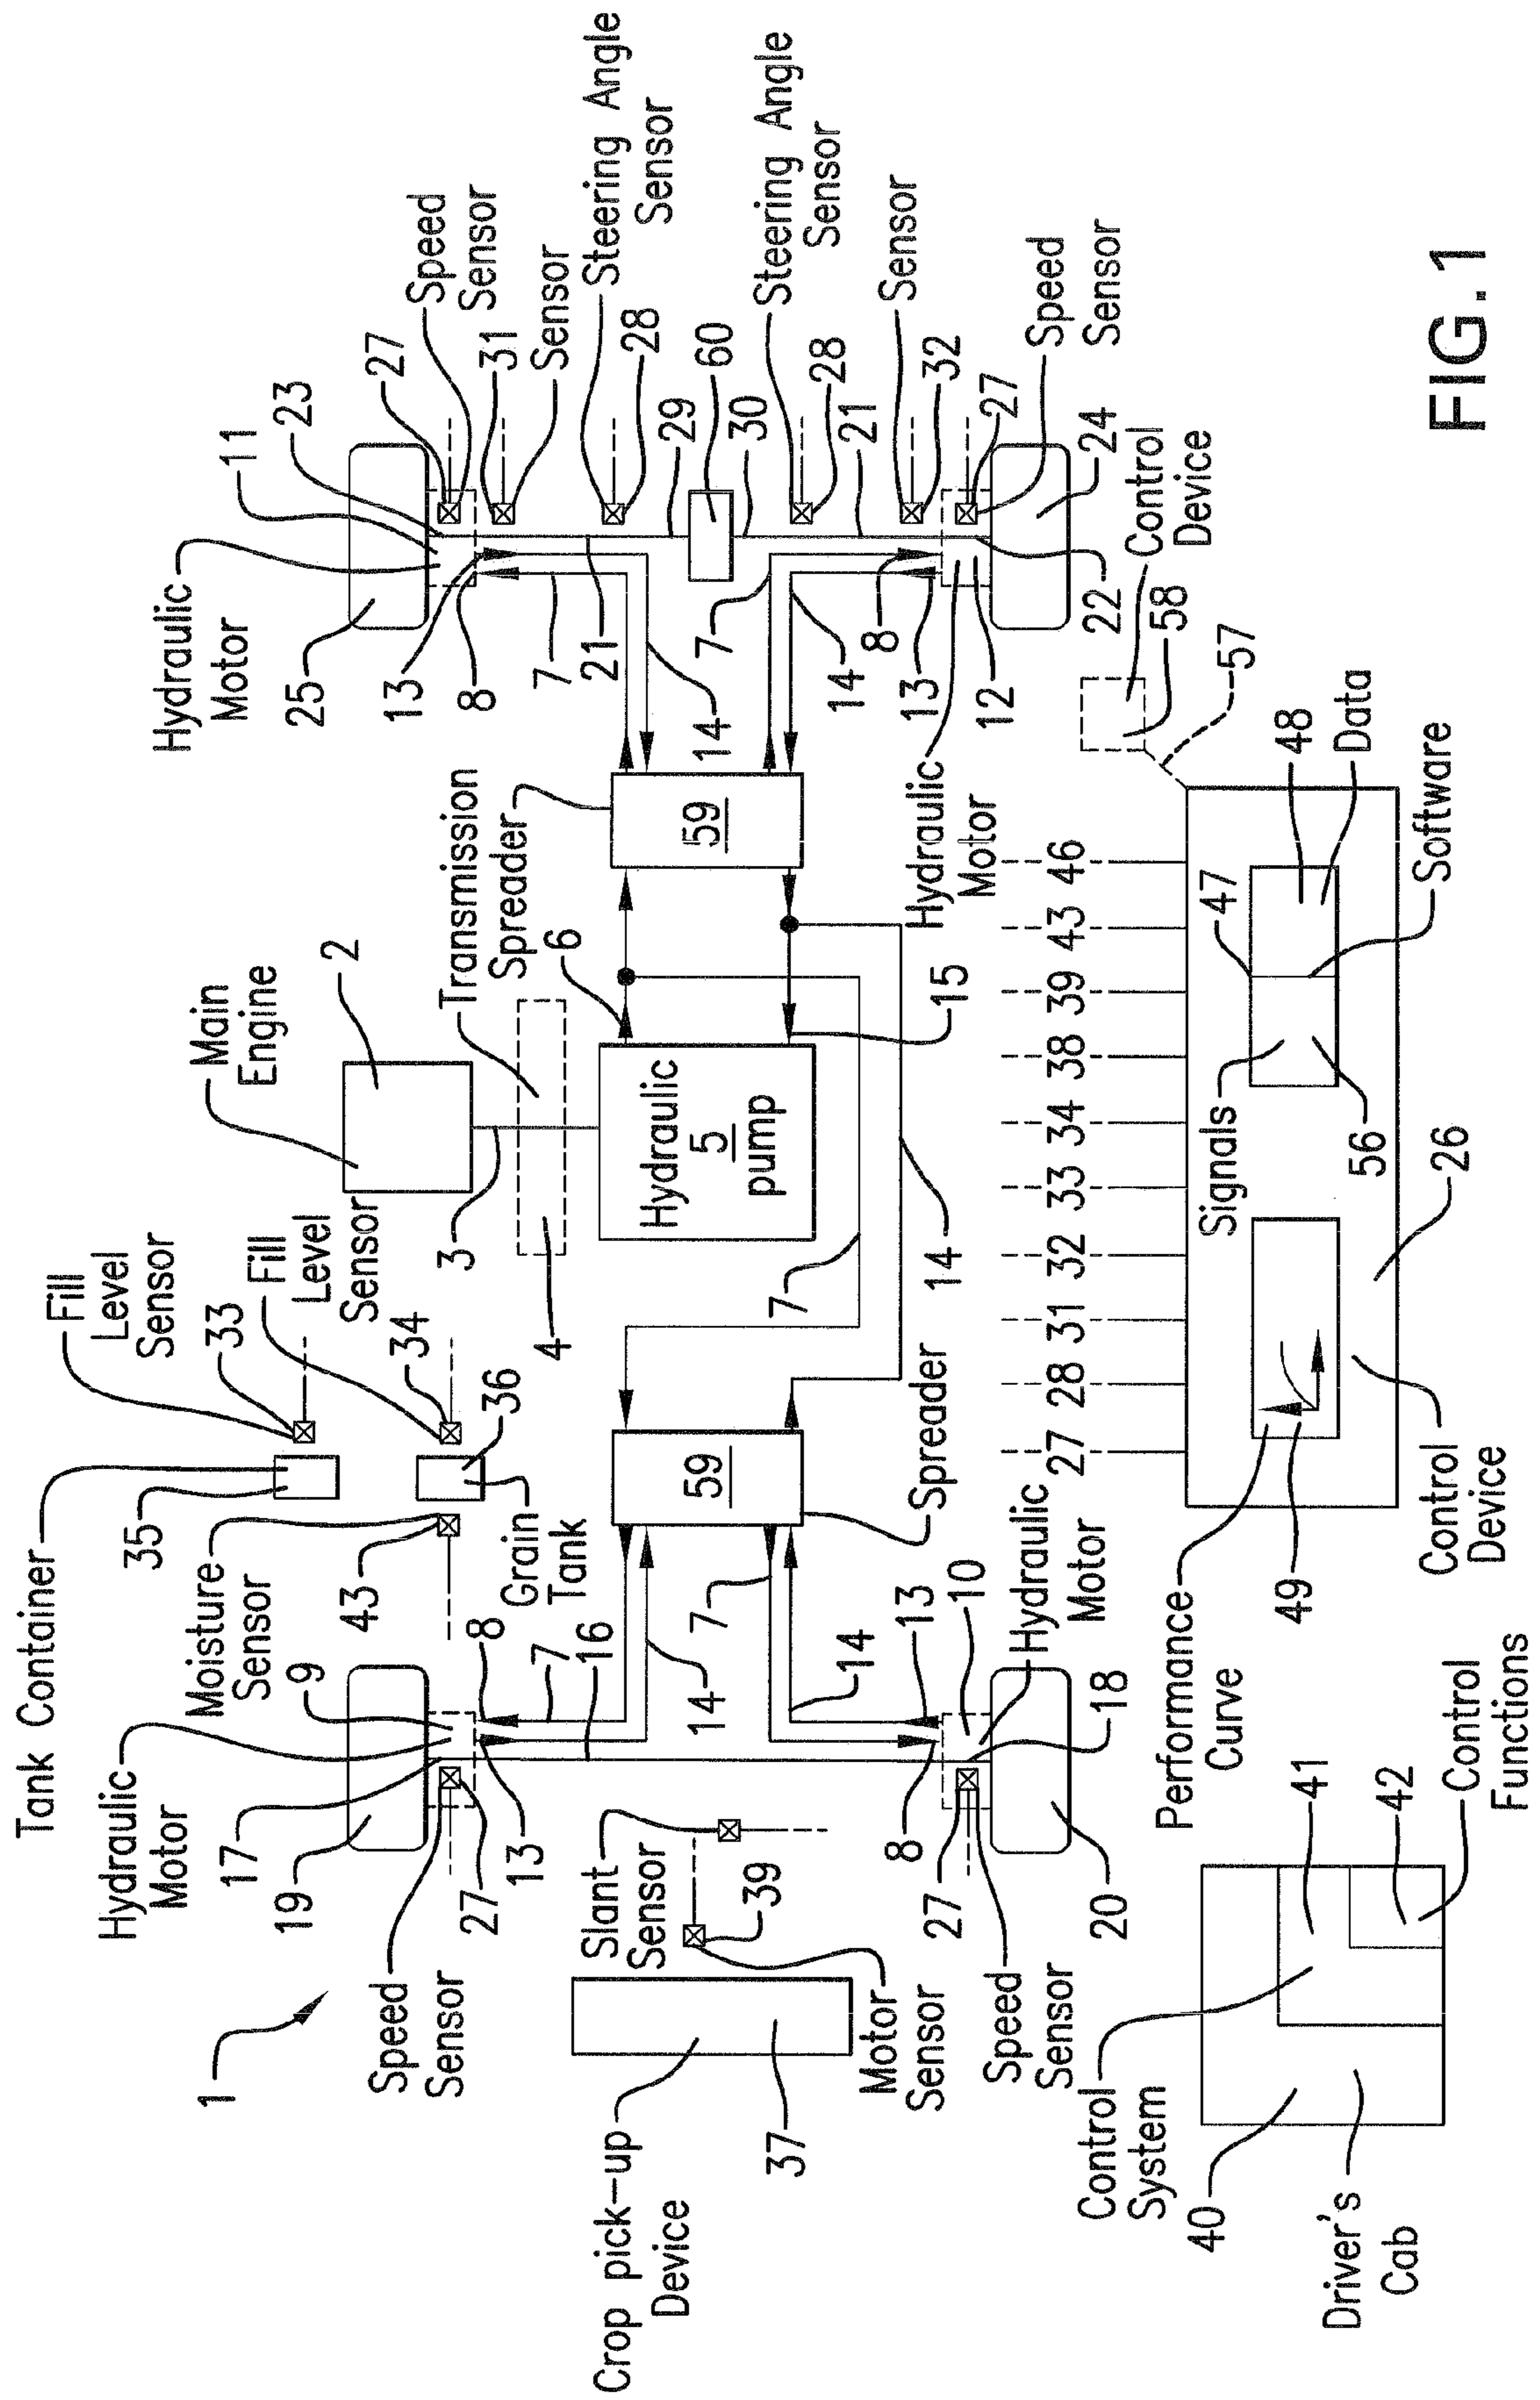 Tank Container
Fill
Level
Sensor
33
35
Fill
Level
Sensor
34
36
Grain
Tank
Moisture
Sensor
43
Main
Engine
2
3
Transmission
4
Hydraulic
5
pump
6
15
Spreader
59
7
14
Spreader
59
1
Hydraulic
Motor
9
17
19
Speed
Sensor
27
13
8
7
16
14
7
14
13
8
10
Hydraulic
Motor
18
20
27
Speed
Sensor
Slant
Sensor
39
Motor
Sensor
Crop pick-up
Device
37
Hydraulic
Motor
11
23
25
27
Speed
Sensor
31
Sensor
Steering Angle
Sensor
28
13
8
7
21
14
29
60
30
Steering Angle
Sensor
28
21
7
14
8
13
Sensor
32
27
Speed
Sensor
12
Hydraulic
Motor
22
24
Control
Device
58
57
27 28 31 32 33 34 38 39 43 46
Signals
56
47
48
Data
Software
26
Performance
Curve
49
Control
Device
Control
System
40
41
42
Driver's
Cab
Control
Functions
FIG.1